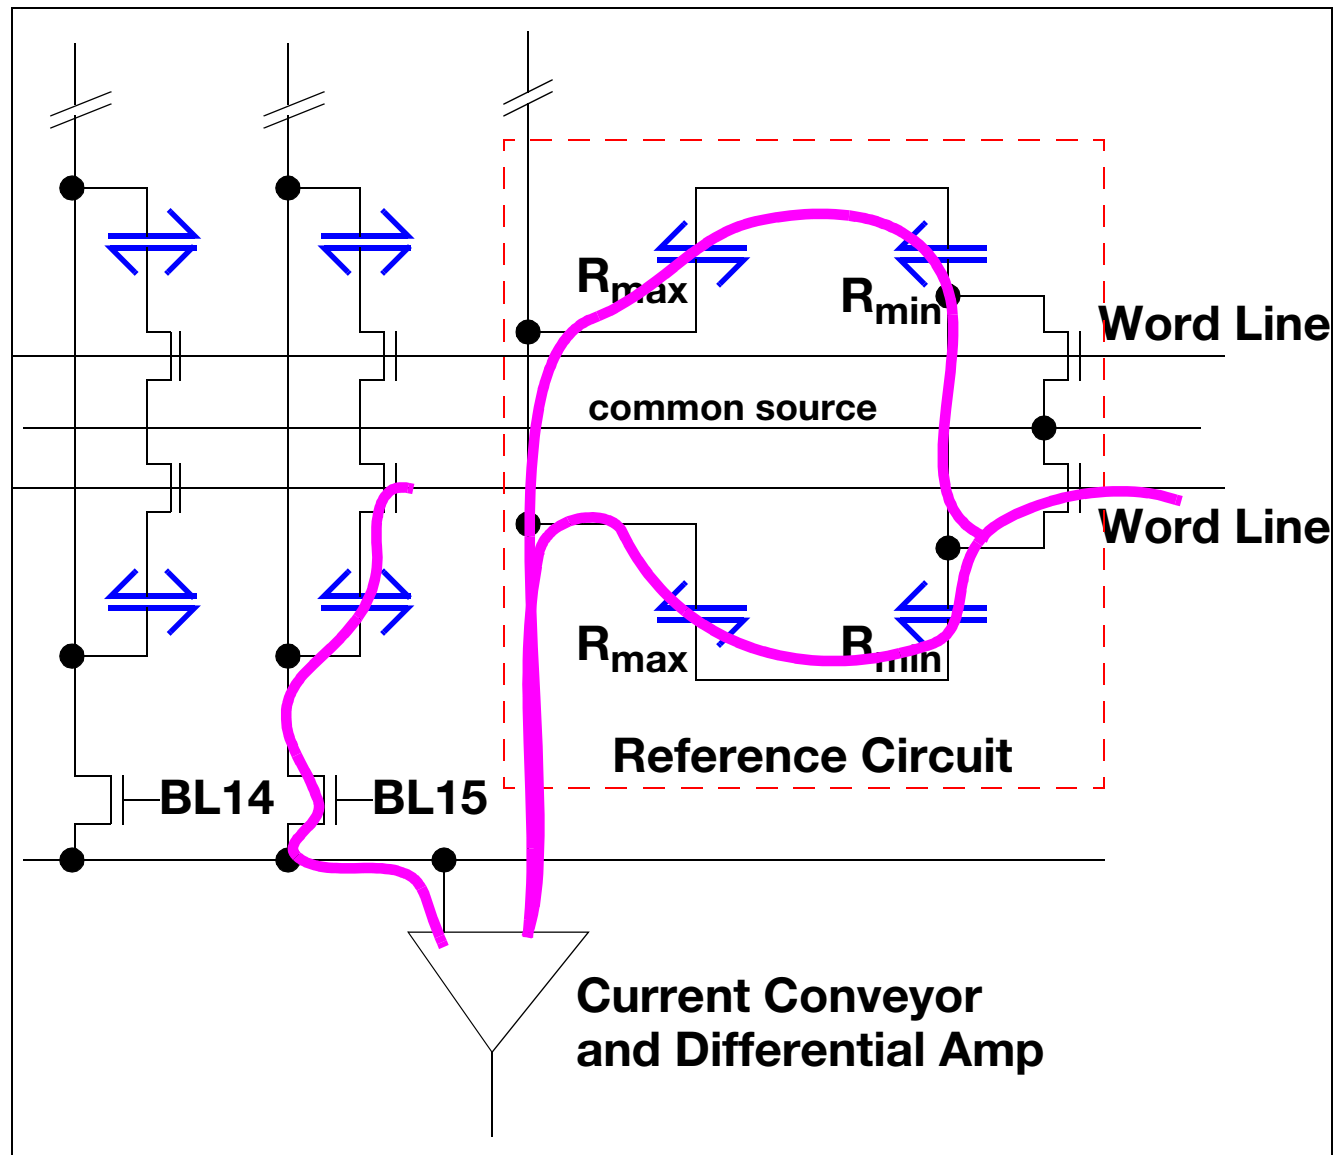 Rmax
Rmin
Word Line
common source
Word Line
Rmax
Rmin
Reference Circuit
BL14
BL15
Current Conveyor
and Differential Amp